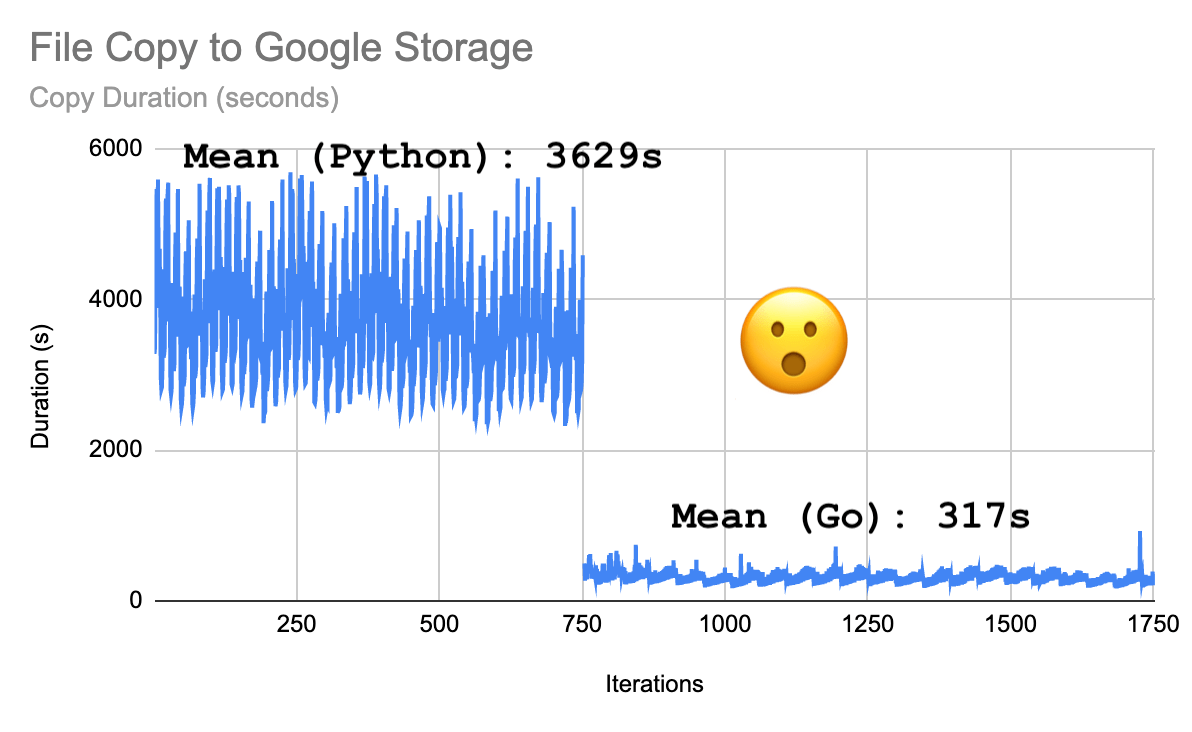 File Copy to Google Storage
Copy Duration (seconds)
6000
Mean (Python): 3629s
4000
Duration (s)
2000
Mean (Go): 317s
0
250 500 750 1000 1250 1500 1750
Iterations